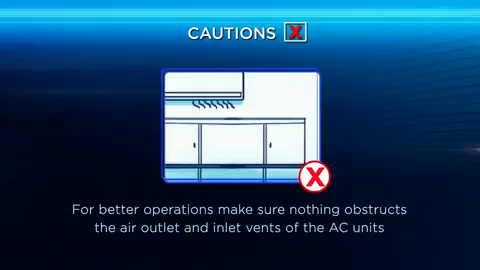 CAUTIONS X
X
For better operations make sure nothing obstructs
the air outlet and inlet vents of the AC units